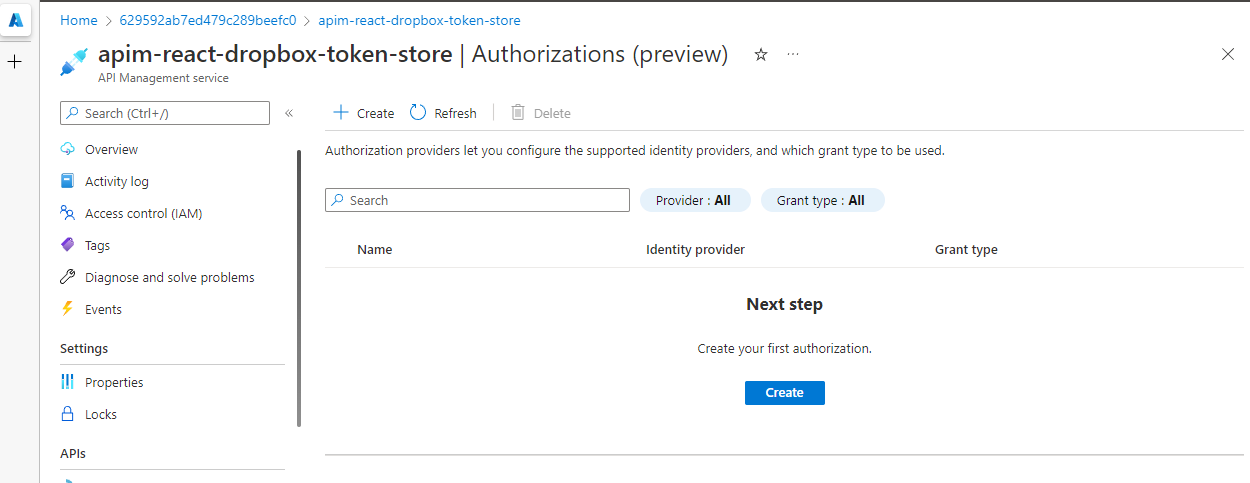 Home > 629592ab7ed479c289beefc0 > apim-react-dropbox-token-store
apim-react-dropbox-token-store | Authorizations (preview)
API Management service
Search (Ctrl+/)
Overview
Activity log
Access control (IAM)
Tags
Diagnose and solve problems
Events
Settings
Properties
Locks
APIs
Create Refresh Delete
Authorization providers let you configure the supported identity providers, and which grant type to be used.
Search Provider : All Grant type : All
Name Identity provider Grant type
Next step
Create your first authorization.
Create